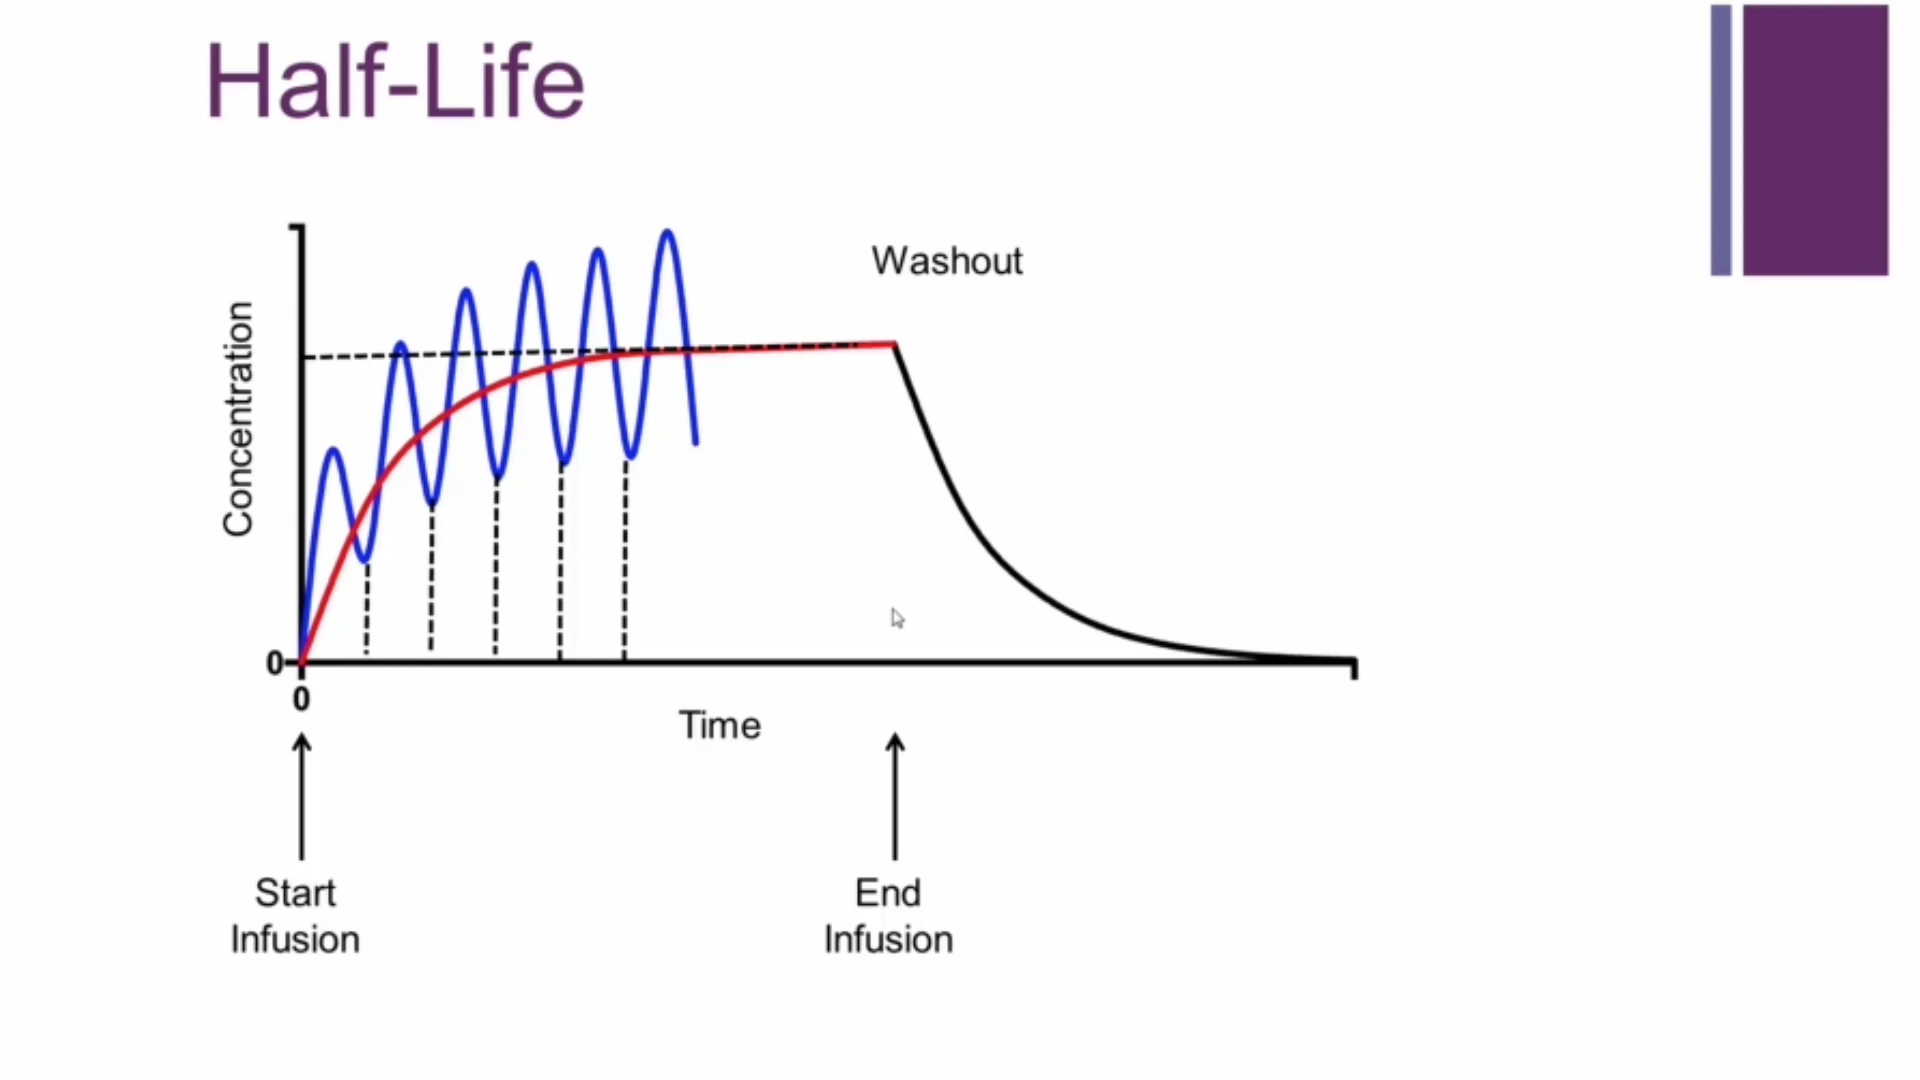 Half-Life
Washout
Concentration
0
0
Time
Start
Infusion
End
Infusion